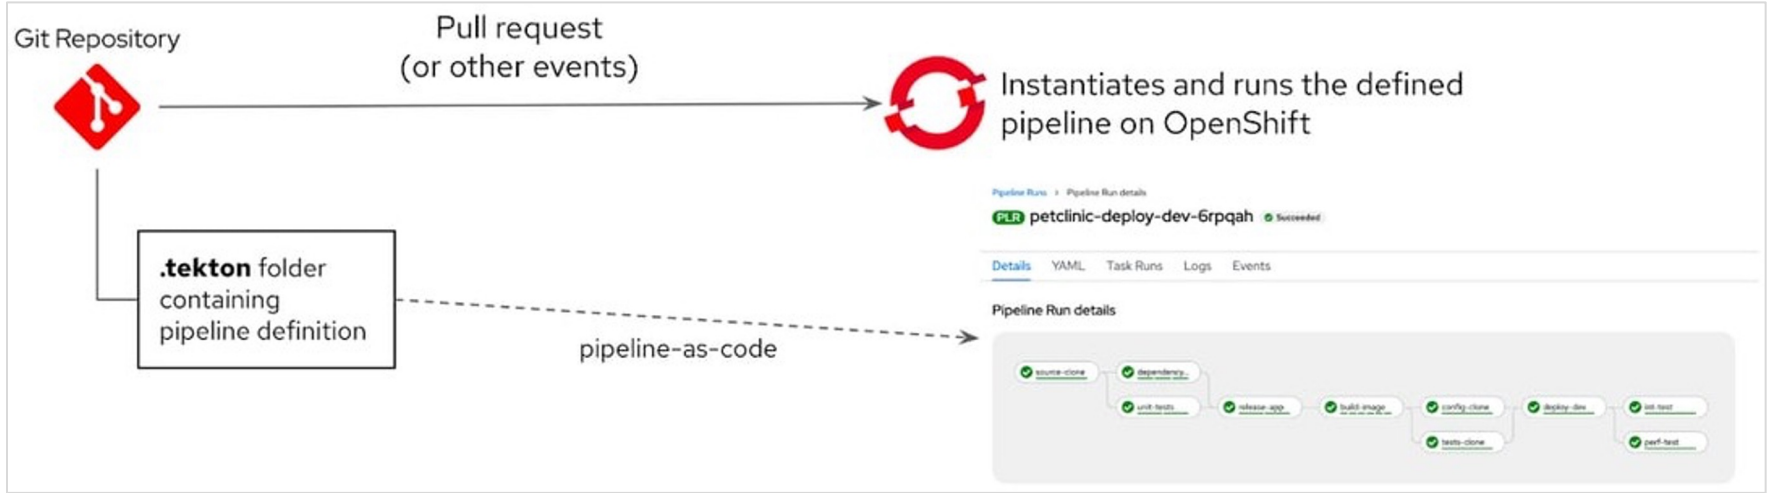 Git Repository
Pull request
(or other events)
Instantiates and runs the defined
pipeline on OpenShift
.tekton folder
containing
pipeline definition
pipeline-as-code
Pipeline Runs › Pipeline Run details
PLR petclinic-deploy-dev-6rpqah Succeeded
Details YAML Task Runs Logs Events
Pipeline Run details
source-clone
dependency...
unit-tests
release-app
build-image
config-clone
tests-clone
deploy-dev
int-test
perf-test